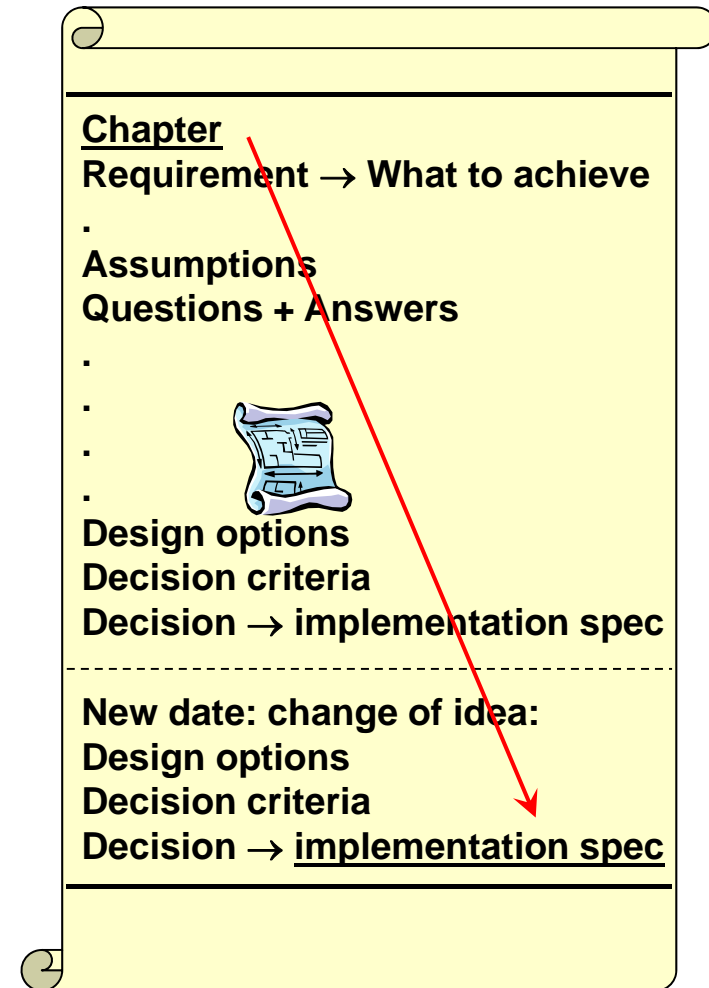 Chapter
Requirement → What to achieve
.
Assumptions
Questions + Answers
.
.
.
.
Design options
Decision criteria
Decision → implementation spec
New date: change of idea:
Design options
Decision criteria
Decision → implementation spec